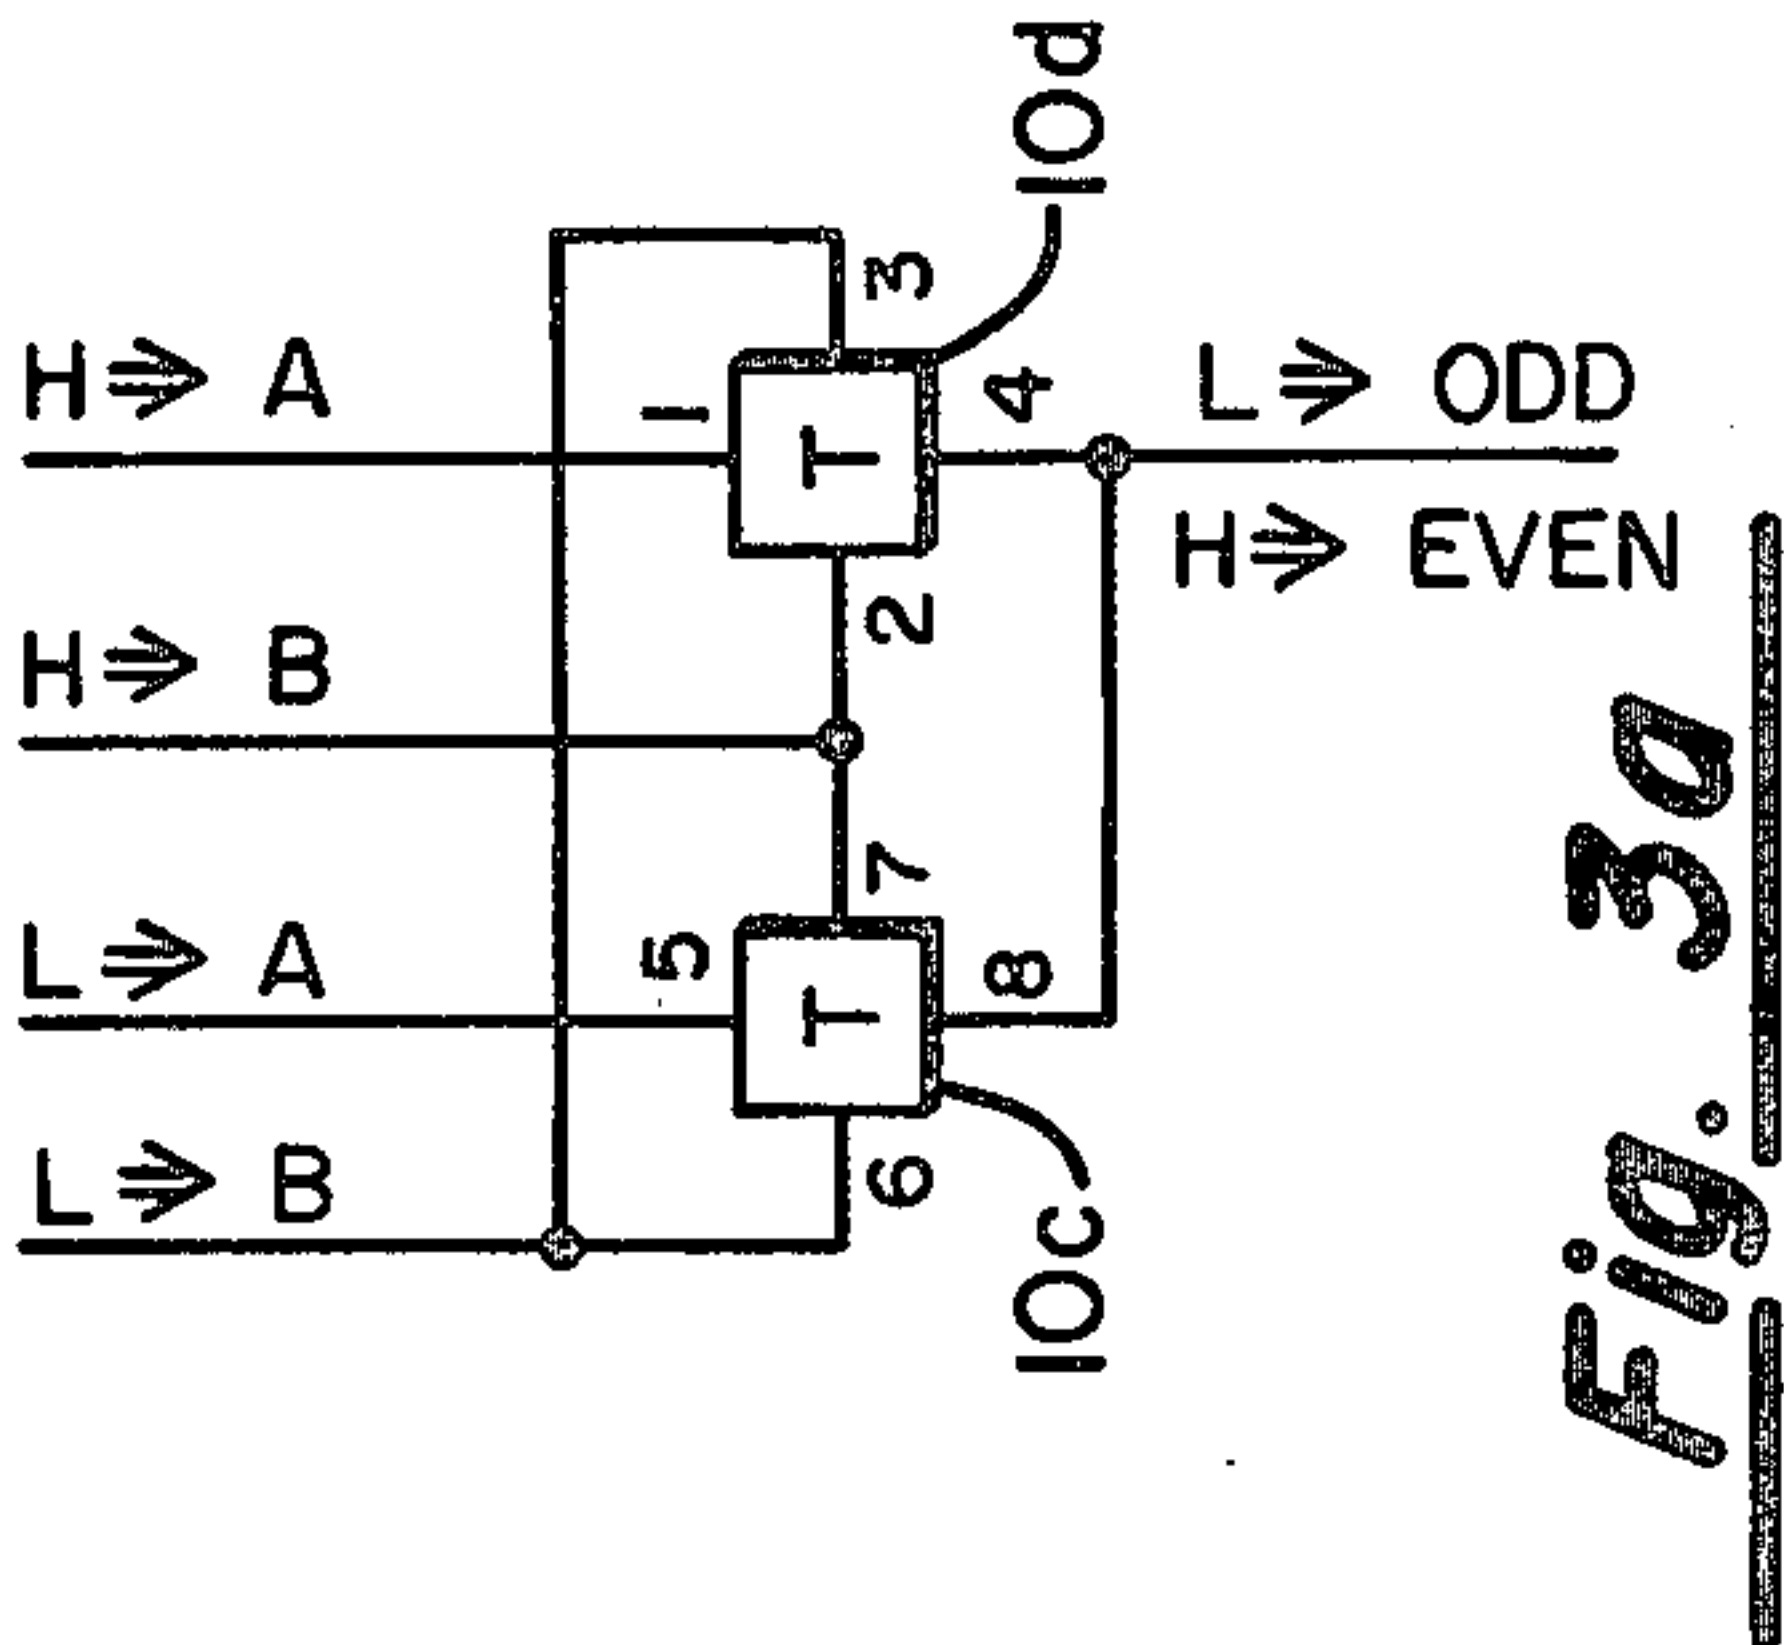 H ⇛ A
H ⇛ B
L ⇛ A
L ⇛ B
1
T
2
3
4
5
T
6
7
8
10d
10c
L ⇛ ODD
H ⇛ EVEN
Fig. 3a